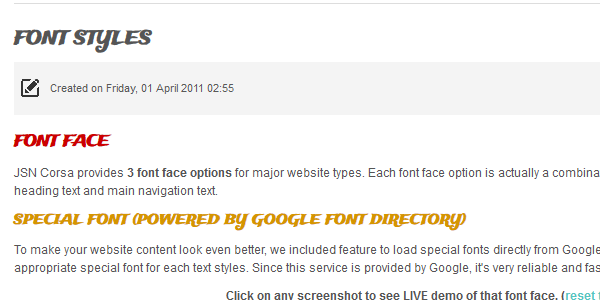 FONT STYLES
Created on Friday, 01 April 2011 02:55
FONT FACE
JSN Corsa provides 3 font face options for major website types. Each font face option is actually a combina
heading text and main navigation text.
SPECIAL FONT (POWERED BY GOOGLE FONT DIRECTORY)
To make your website content look even better, we included feature to load special fonts directly from Google
appropriate special font for each text styles. Since this service is provided by Google, it's very reliable and fas
Click on any screenshot to see LIVE demo of that font face. (reset t